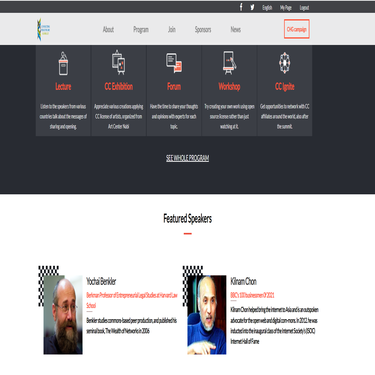 English My Page Logout
About Program Join Sponsors News
CHG campaign
Lecture CC Exhibition Forum Workshop CC Ignite
Listen to the speakers from various
countries talk about the messages of
sharing and opening.
Appreciate various creations applying
CC license of artists, organized from
Art Center Nabi
Have the time to share your thoughts
and opinions with experts for each
topic.
Try creating your own work using open
source license rather than just
watching at it.
Get opportunities to network with CC
affiliates around the world, also after
the summit.
SEE WHOLE PROGRAM
Featured Speakers
Yochai Benkler
Berkman Professor of Entrepreneurial Legal Studies at Harvard Law
School
Benkler studies commons-based peer production, and published his
seminal book, The Wealth of Networks in 2006
Kilnam Chon
BBC's 100 businessmen Of 2021
Kilnam Chon helped bring the internet to Asia and is an outspoken
advocate for the open web and digital commons. In 2012, he was
inducted into the inaugural class of the Internet Society's (ISOC)
Internet Hall of Fame